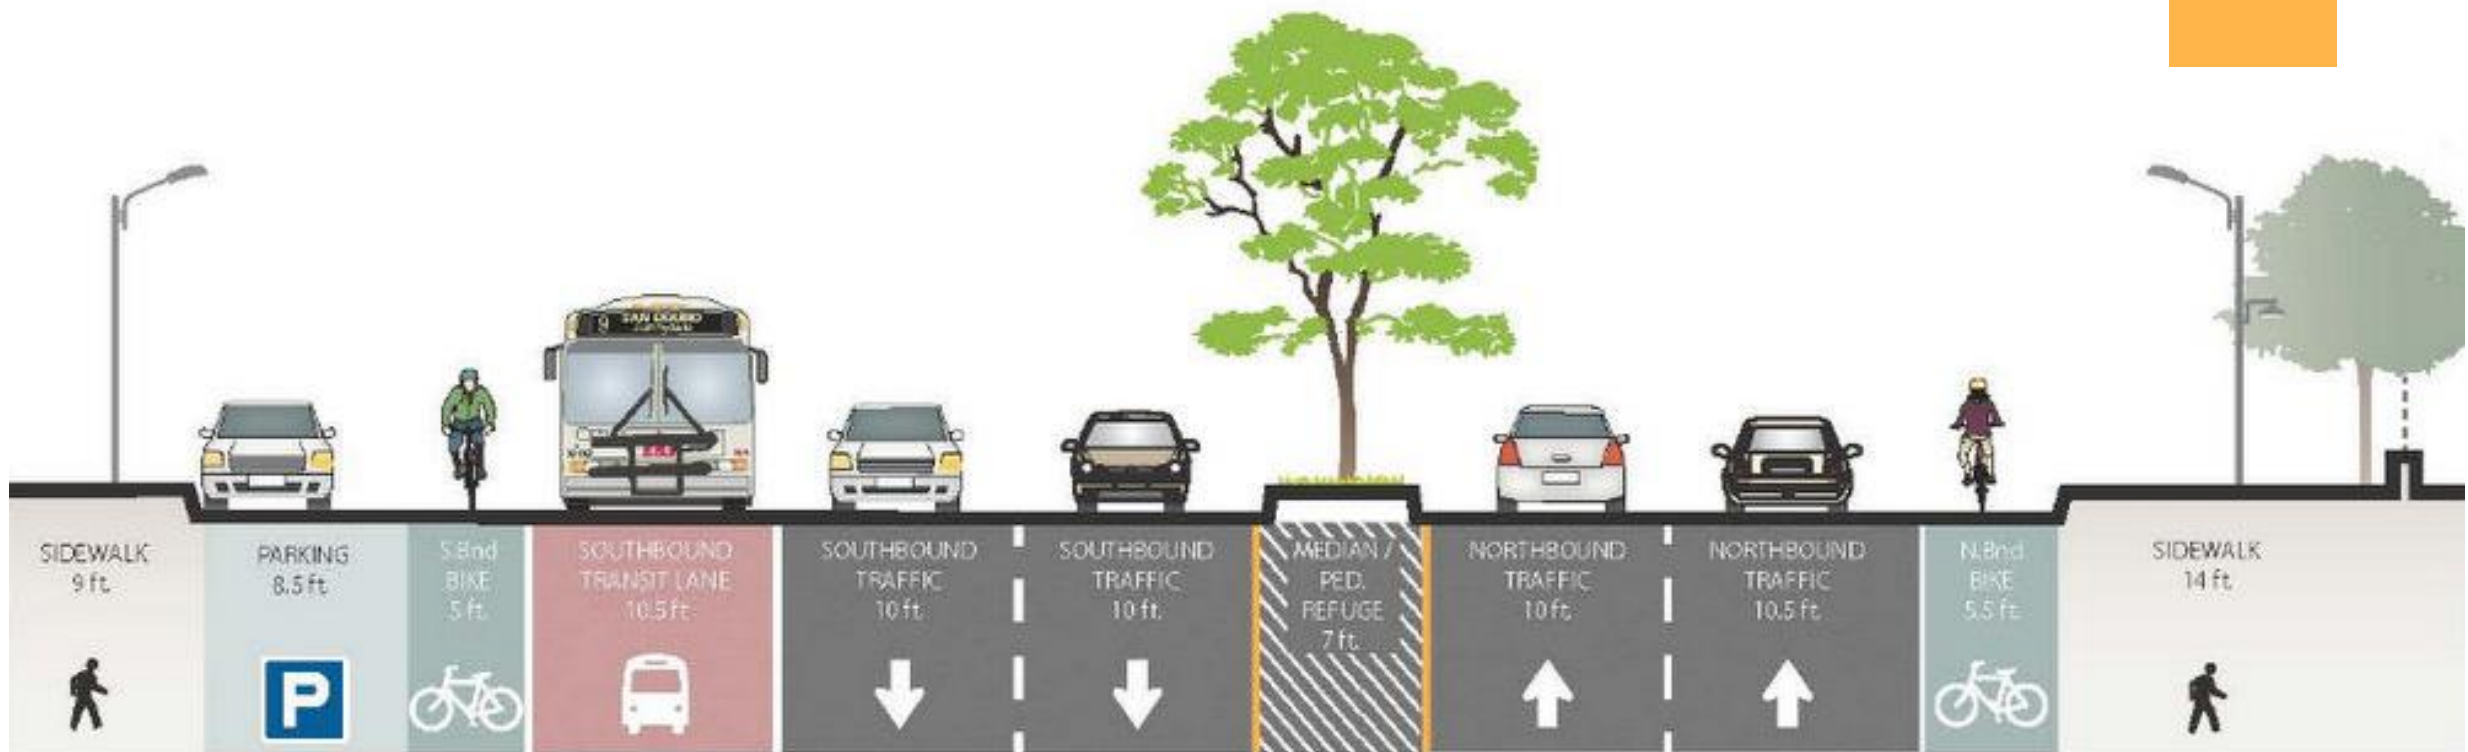 9
SIDEWALK
9 ft.
PARKING
8.5 ft.
S.Bnd
BIKE
5 ft.
SOUTHBOUND
TRANSIT LANE
10.5 ft.
SOUTHBOUND
TRAFFIC
10 ft.
SOUTHBOUND
TRAFFIC
10 ft.
MEDIAN /
PED.
REFUGE
7 ft.
NORTHBOUND
TRAFFIC
10 ft.
NORTHBOUND
TRAFFIC
10.5 ft.
N.Bnd
BIKE
5.5 ft.
SIDEWALK
14 ft.
P